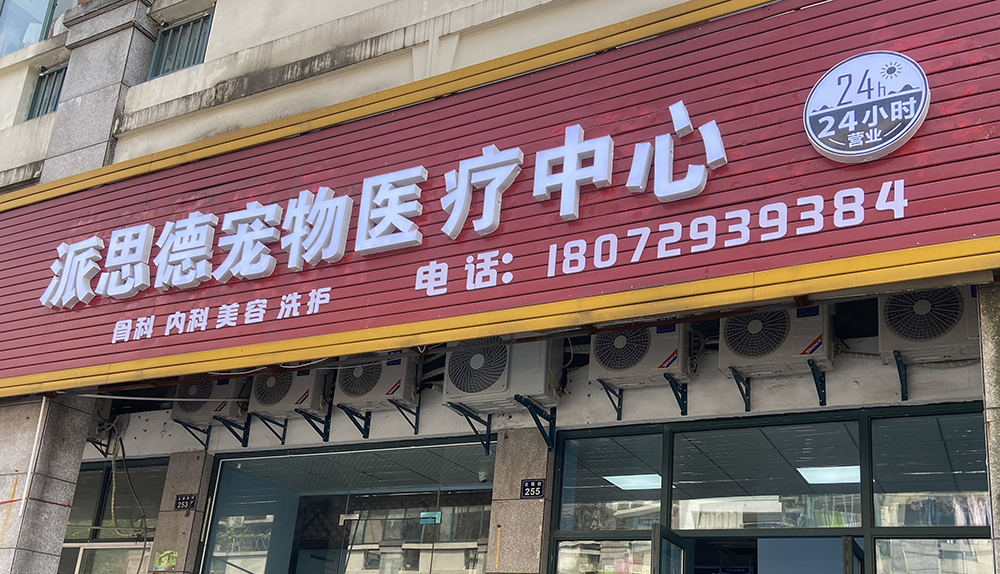 派思德宠物医疗中心
骨科 内科 美容 洗护
电话：18072939384
24h
24小时
营业
253
255